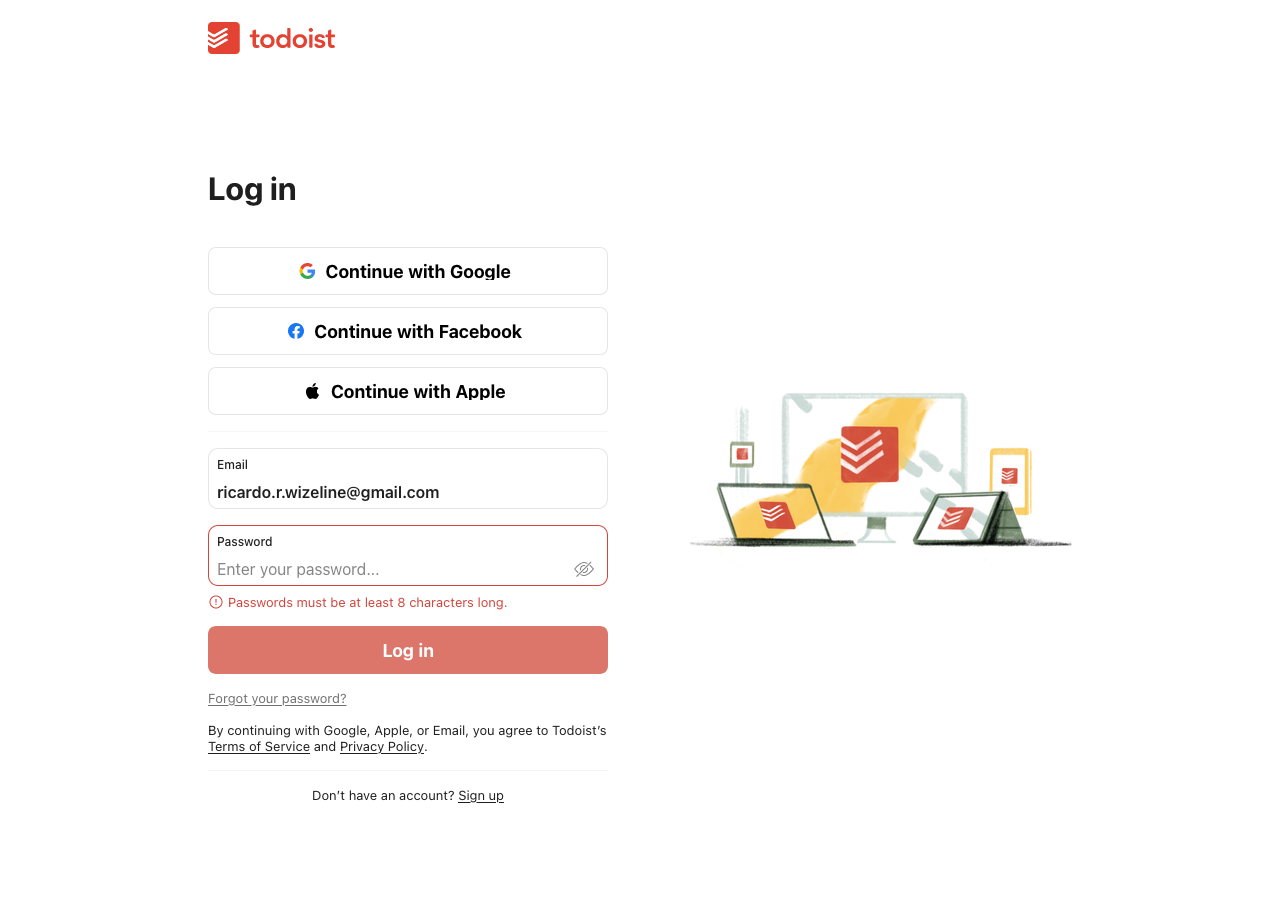 todoist
Log in
Continue with Google
Continue with Facebook
Continue with Apple
Email
ricardo.r.wizeline@gmail.com
Password
Enter your password...
Passwords must be at least 8 characters long.
Log in
Forgot your password?
By continuing with Google, Apple, or Email, you agree to Todoist’s
Terms of Service and Privacy Policy.
Don’t have an account? Sign up